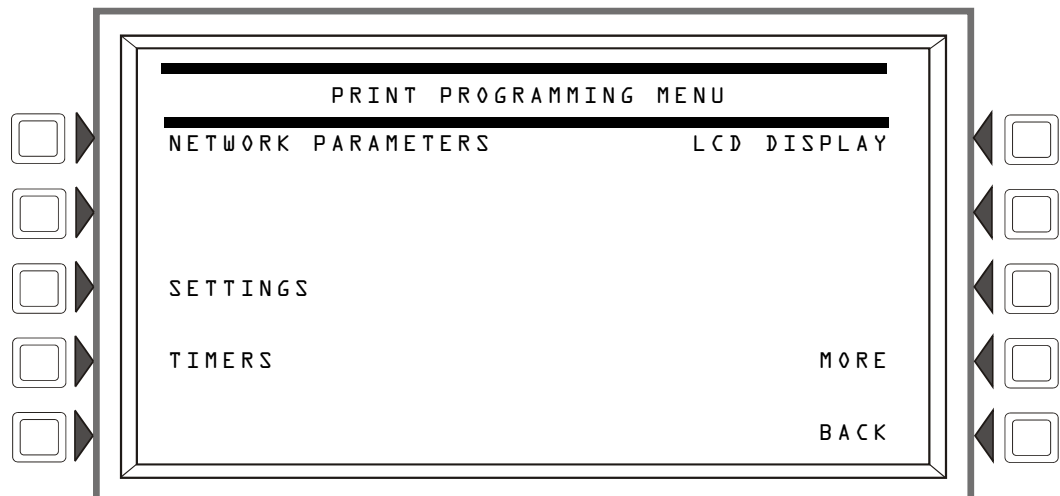 PRINT PROGRAMMING MENU
NETWORK PARAMETERS LCD DISPLAY
SETTINGS
TIMERS MORE
BACK